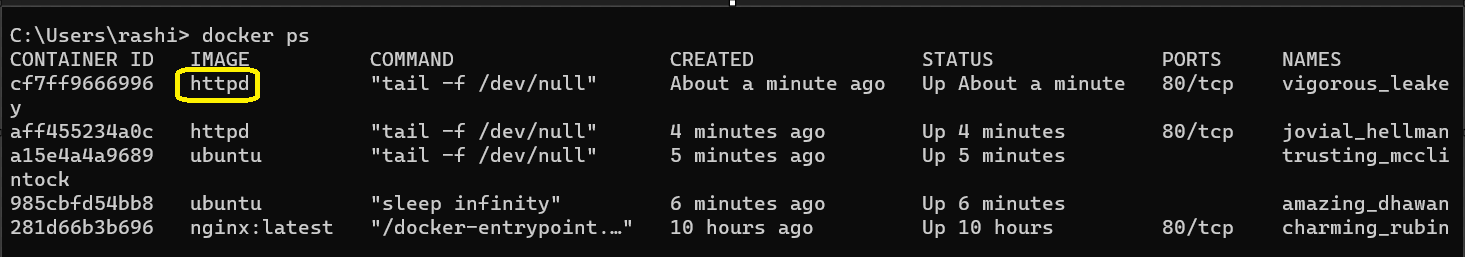 C:\Users\rashi> docker ps
CONTAINER ID   IMAGE          COMMAND                  CREATED              STATUS              PORTS     NAMES
cf7ff9666996   httpd          "tail -f /dev/null"      About a minute ago   Up About a minute   80/tcp    vigorous_leake
y
aff455234a0c   httpd          "tail -f /dev/null"      4 minutes ago        Up 4 minutes        80/tcp    jovial_hellman
a15e4a4a9689   ubuntu         "tail -f /dev/null"      5 minutes ago        Up 5 minutes                  trusting_mccli
ntock
985cbfd54bb8   ubuntu         "sleep infinity"         6 minutes ago        Up 6 minutes                  amazing_dhawan
281d66b3b696   nginx:latest   "/docker-entrypoint.…"   10 hours ago         Up 10 hours         80/tcp    charming_rubin